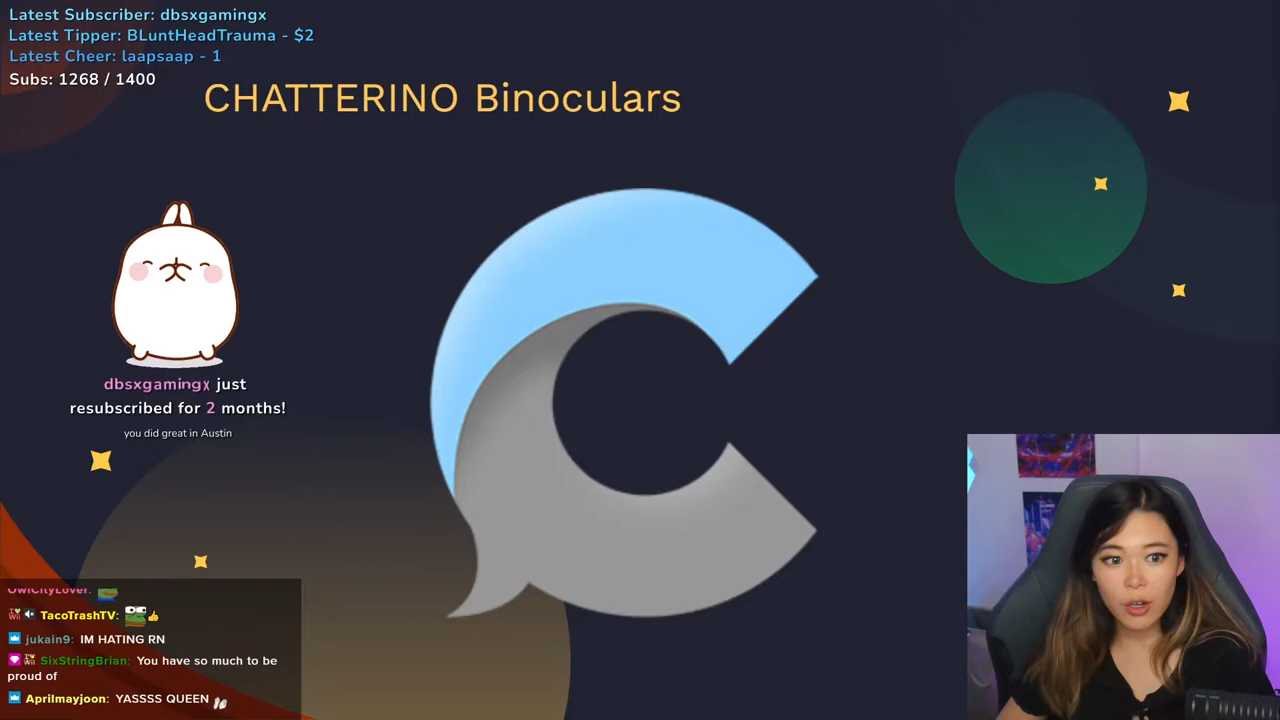 Latest Subscriber: dbsxgamingx
Latest Tipper: BLuntHeadTrauma - $2
Latest Cheer: laapsaap - 1
Subs: 1268 / 1400
CHATTERINO Binoculars
dbsxgamingx just
resubscribed for 2 months!
you did great in Austin
OwlCityLover:
TacoTrashTV:
jukain9: IM HATING RN
SixStringBrian: You have so much to be
proud of
Aprilmayjoon: YASSSS QUEEN